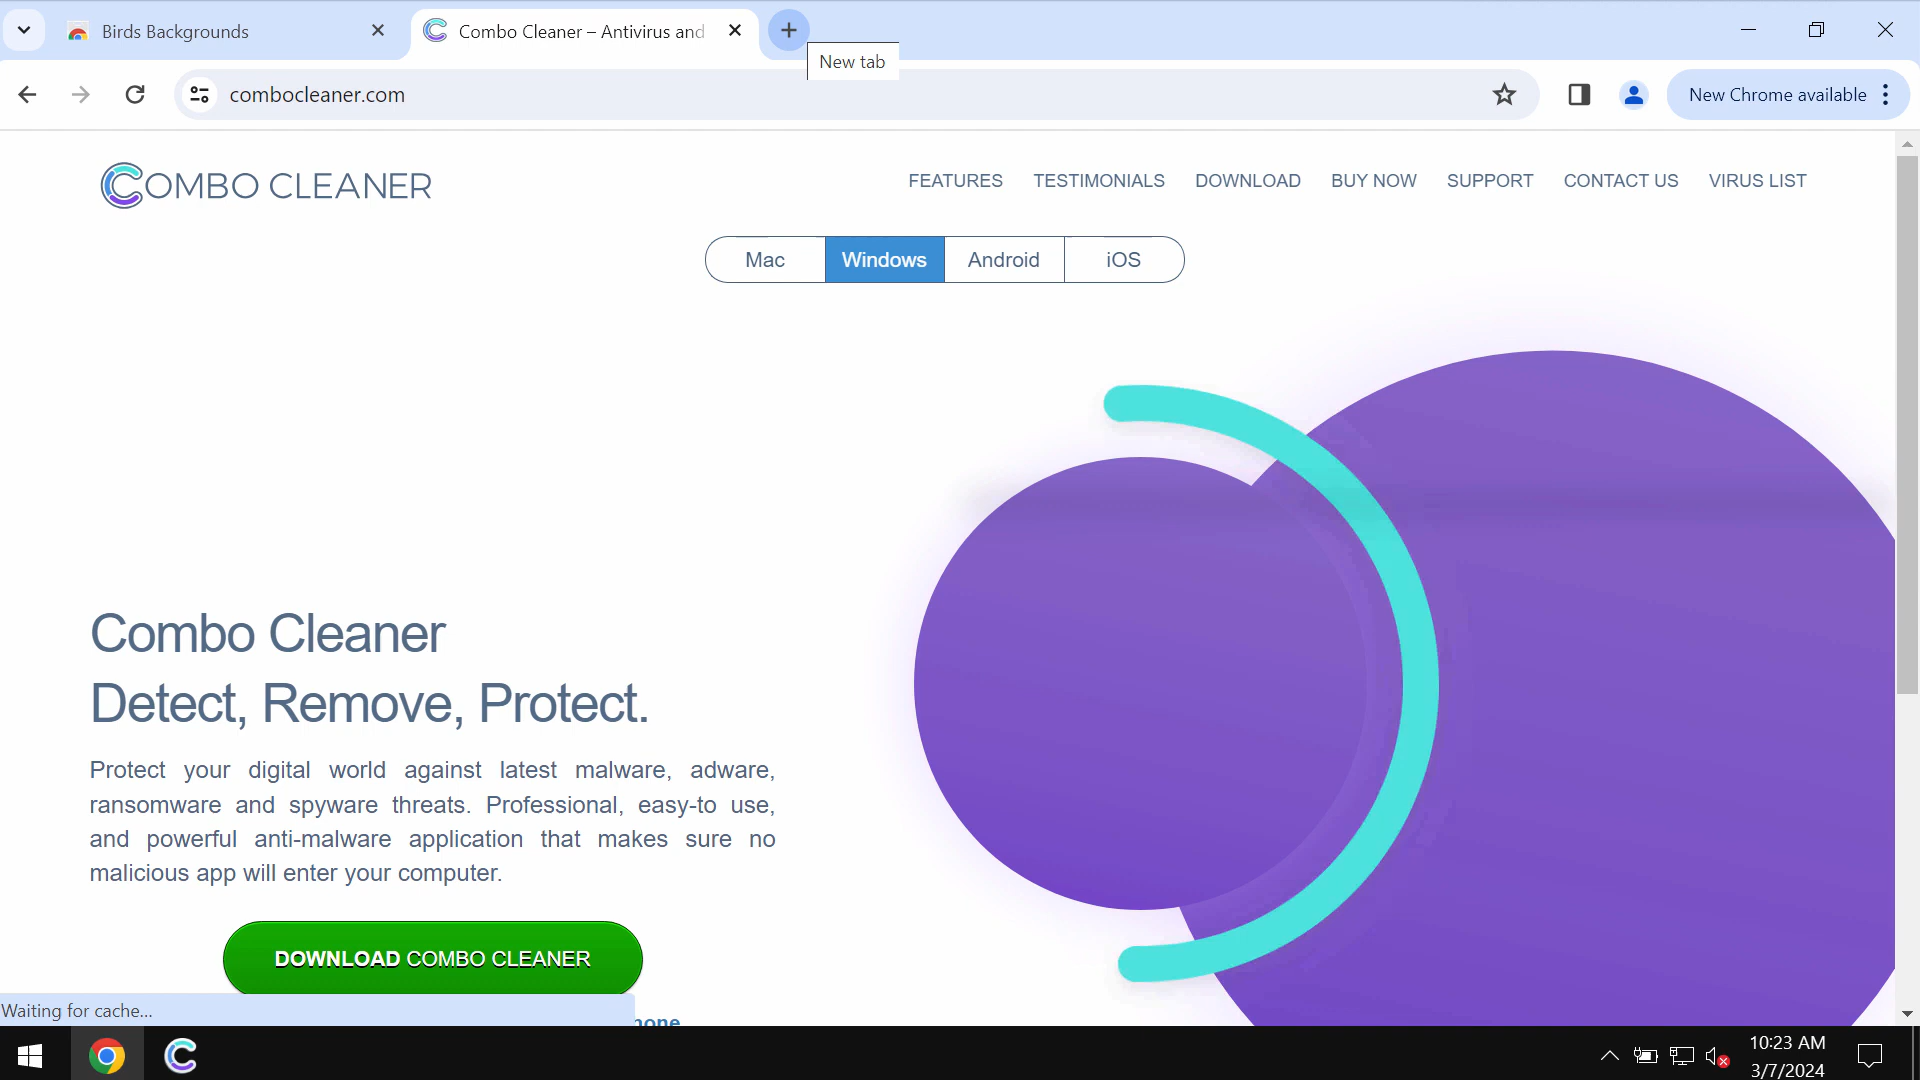 Birds Backgrounds
Combo Cleaner – Antivirus and
New tab
combocleaner.com
New Chrome available
COMBO CLEANER
FEATURES TESTIMONIALS DOWNLOAD BUY NOW SUPPORT CONTACT US VIRUS LIST
Mac Windows Android iOS
Combo Cleaner
Detect, Remove, Protect.
Protect your digital world against latest malware, adware,
ransomware and spyware threats. Professional, easy-to use,
and powerful anti-malware application that makes sure no
malicious app will enter your computer.
DOWNLOAD COMBO CLEANER
Waiting for cache...
10:23 AM
3/7/2024